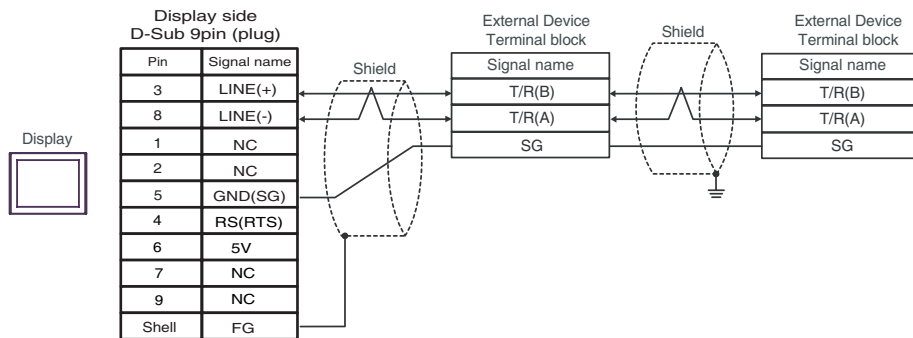 Display side
D-Sub 9pin (plug)
Pin Signal name
3 LINE(+)
8 LINE(-)
1 NC
2 NC
5 GND(SG)
4 RS(RTS)
6 5V
7 NC
9 NC
Shell FG
Display
Shield
External Device
Terminal block
Signal name
T/R(B)
T/R(A)
SG
Shield
External Device
Terminal block
Signal name
T/R(B)
T/R(A)
SG